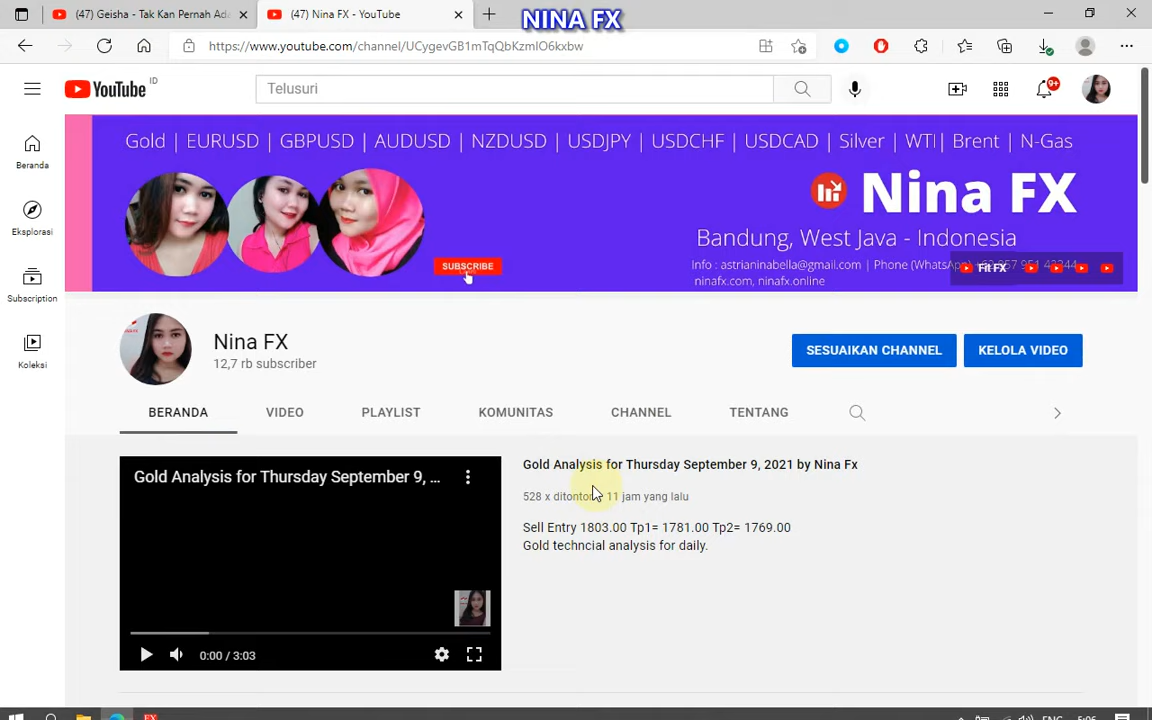 (47) Geisha - Tak Kan Pernah Ada
(47) Nina FX - YouTube
NINA FX
https://www.youtube.com/channel/UCygevGB1mTqQbKzmIO6kxbw
YouTube ID
Telusuri
9+
Beranda
Eksplorasi
Subscription
Koleksi
Gold | EURUSD | GBPUSD | AUDUSD | NZDUSD | USDJPY | USDCHF | USDCAD | Silver | WTI| Brent | N-Gas
Nina FX
Bandung, West Java - Indonesia
SUBSCRIBE
Info : astrianinabella@gmail.com | Phone (WhatsApp)
ninafx.com, ninafx.online
Fit FX
Nina FX
12,7 rb subscriber
SESUAIKAN CHANNEL
KELOLA VIDEO
BERANDA
VIDEO
PLAYLIST
KOMUNITAS
CHANNEL
TENTANG
Gold Analysis for Thursday September 9, ...
0:00 / 3:03
Gold Analysis for Thursday September 9, 2021 by Nina Fx
528 x ditonton 11 jam yang lalu
Sell Entry 1803.00 Tp1= 1781.00 Tp2= 1769.00
Gold techncial analysis for daily.